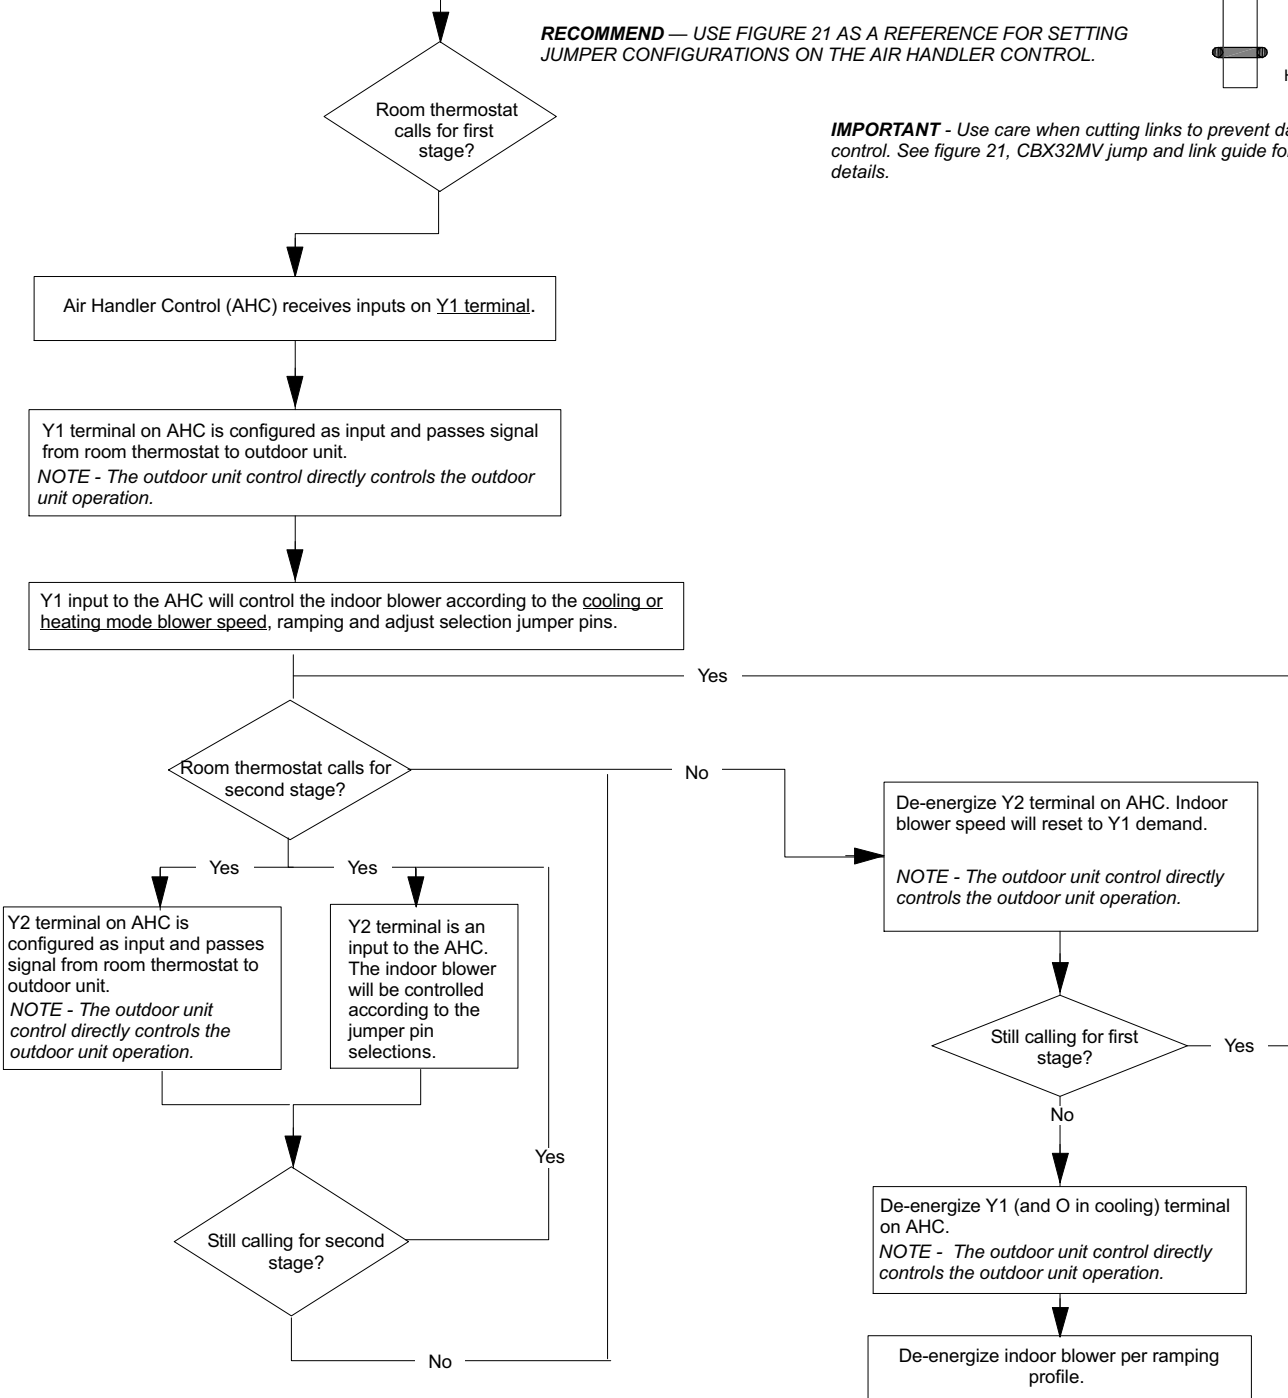 RECOMMEND — USE FIGURE 21 AS A REFERENCE FOR SETTING
JUMPER CONFIGURATIONS ON THE AIR HANDLER CONTROL.
IMPORTANT - Use care when cutting links to prevent
control. See figure 21, CBX32MV jump and link guide
details.
Room thermostat
calls for first
stage?
Air Handler Control (AHC) receives inputs on Y1 terminal.
Y1 terminal on AHC is configured as input and passes signal
from room thermostat to outdoor unit.
NOTE - The outdoor unit control directly controls the outdoor
unit operation.
Y1 input to the AHC will control the indoor blower according to the cooling or
heating mode blower speed, ramping and adjust selection jumper pins.
Yes
Room thermostat calls for
second stage?
No
Yes
Yes
Y2 terminal on AHC is
configured as input and passes
signal from room thermostat to
outdoor unit.
NOTE - The outdoor unit
control directly controls the
outdoor unit operation.
Y2 terminal is an
input to the AHC.
The indoor blower
will be controlled
according to the
jumper pin
selections.
Yes
Still calling for second
stage?
No
De-energize Y2 terminal on AHC. Indoor
blower speed will reset to Y1 demand.
NOTE - The outdoor unit control directly
controls the outdoor unit operation.
Still calling for first
stage?
Yes
No
De-energize Y1 (and O in cooling) terminal
on AHC.
NOTE - The outdoor unit control directly
controls the outdoor unit operation.
De-energize indoor blower per ramping
profile.